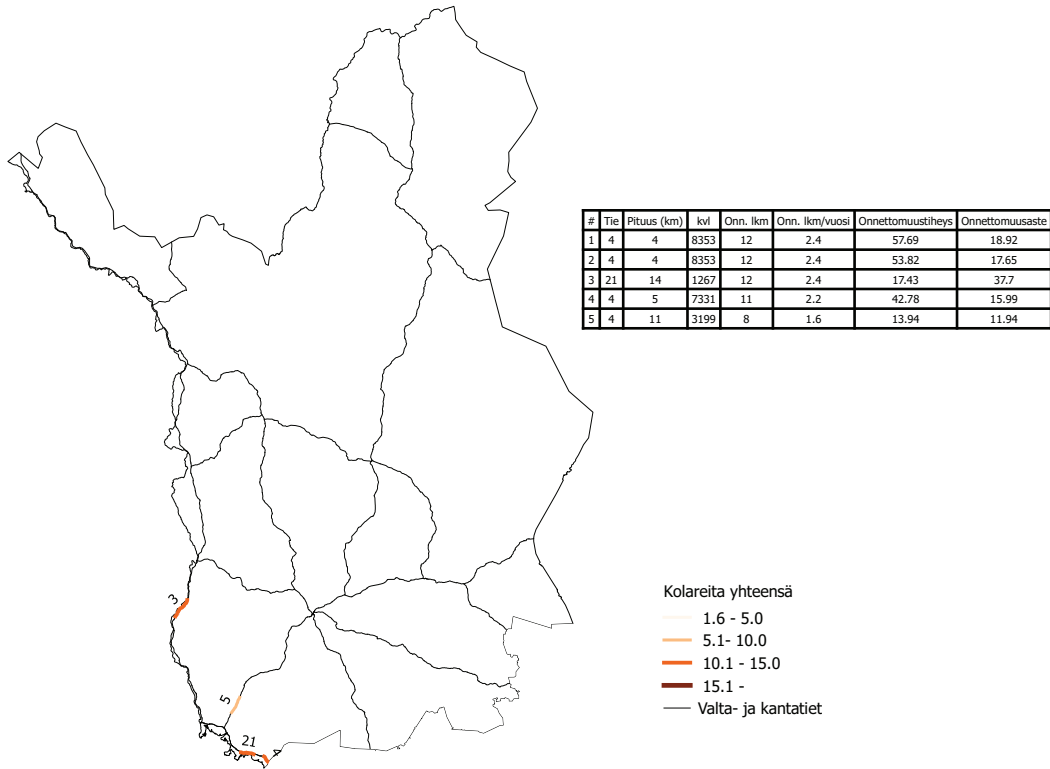 # Tie Pituus (km) kvl Onn. lkm Onn. lkm/vuosi Onnettomuustiheys Onnettomuusaste
1 4 4 8353 12 2.4 57.69 18.92
2 4 4 8353 12 2.4 53.82 17.65
3 21 14 1267 12 2.4 17.43 37.7
4 4 5 7331 11 2.2 42.78 15.99
5 4 11 3199 8 1.6 13.94 11.94
3
5
21
4
Kolareita yhteensä
1.6 - 5.0
5.1- 10.0
10.1 - 15.0
15.1 -
Valta- ja kantatiet